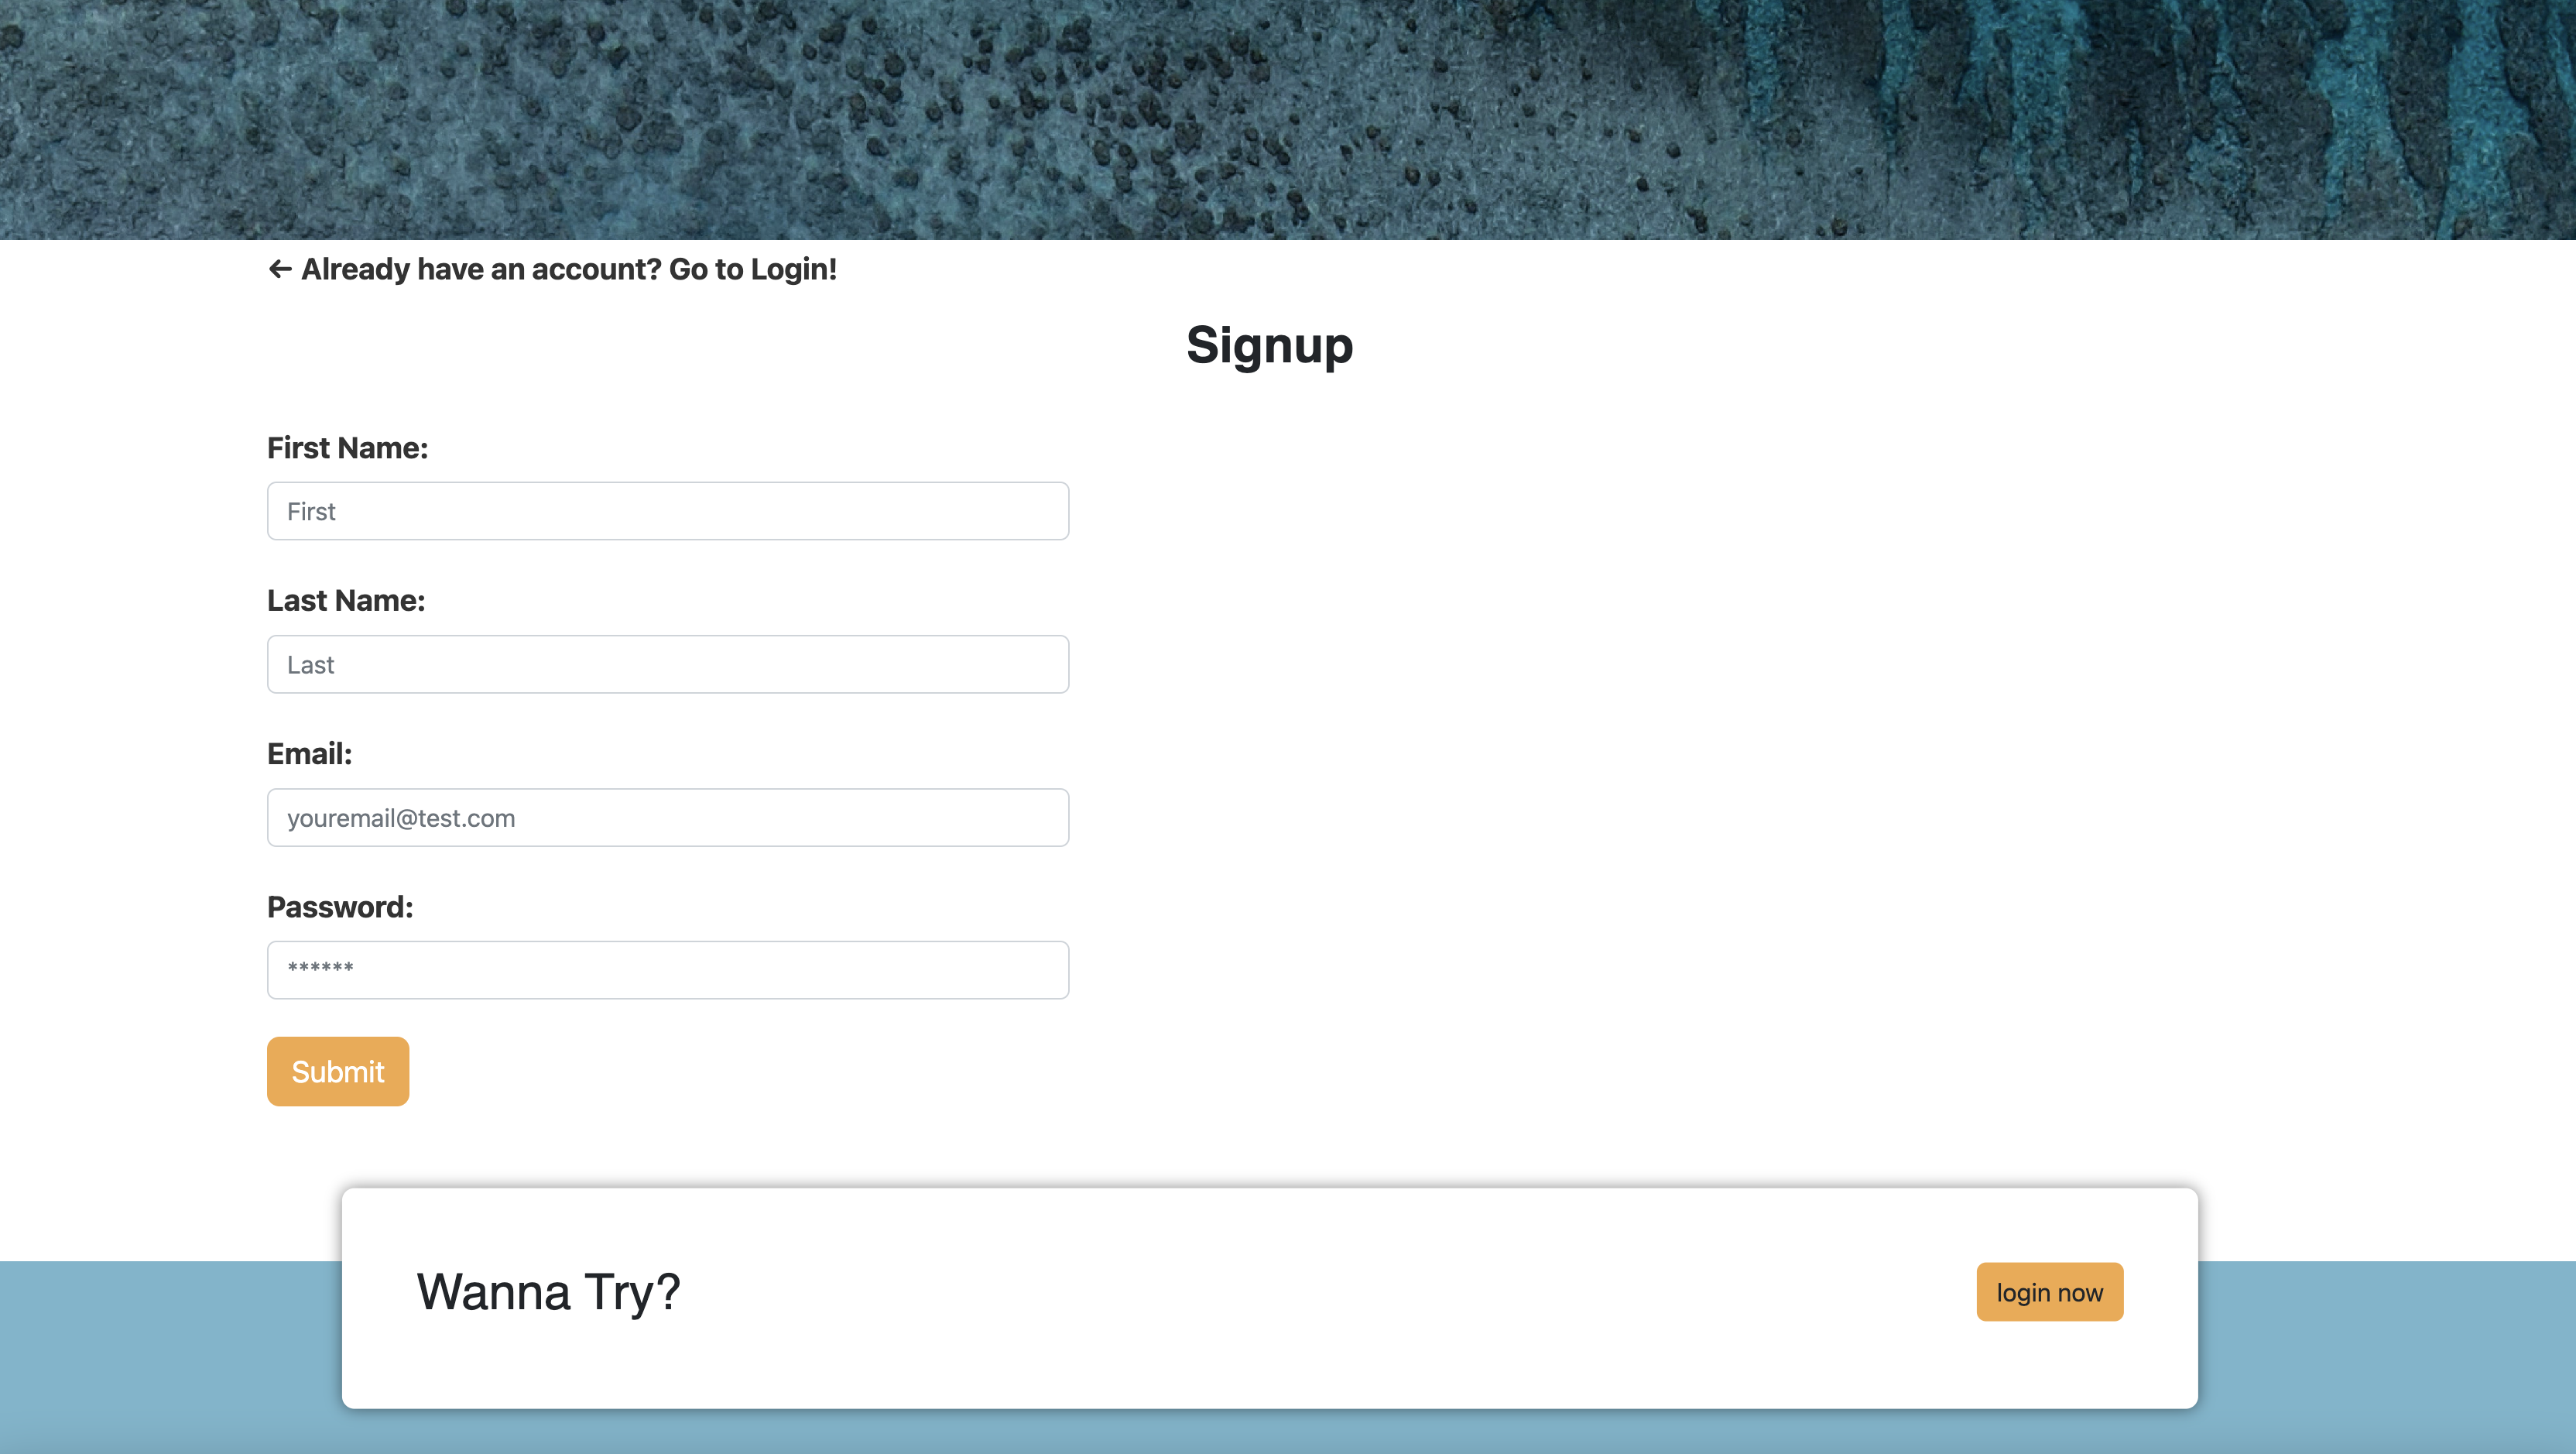 ← Already have an account? Go to Login!
Signup
First Name:
First
Last Name:
Last
Email:
youremail@test.com
Password:
******
Submit
Wanna Try?
login now